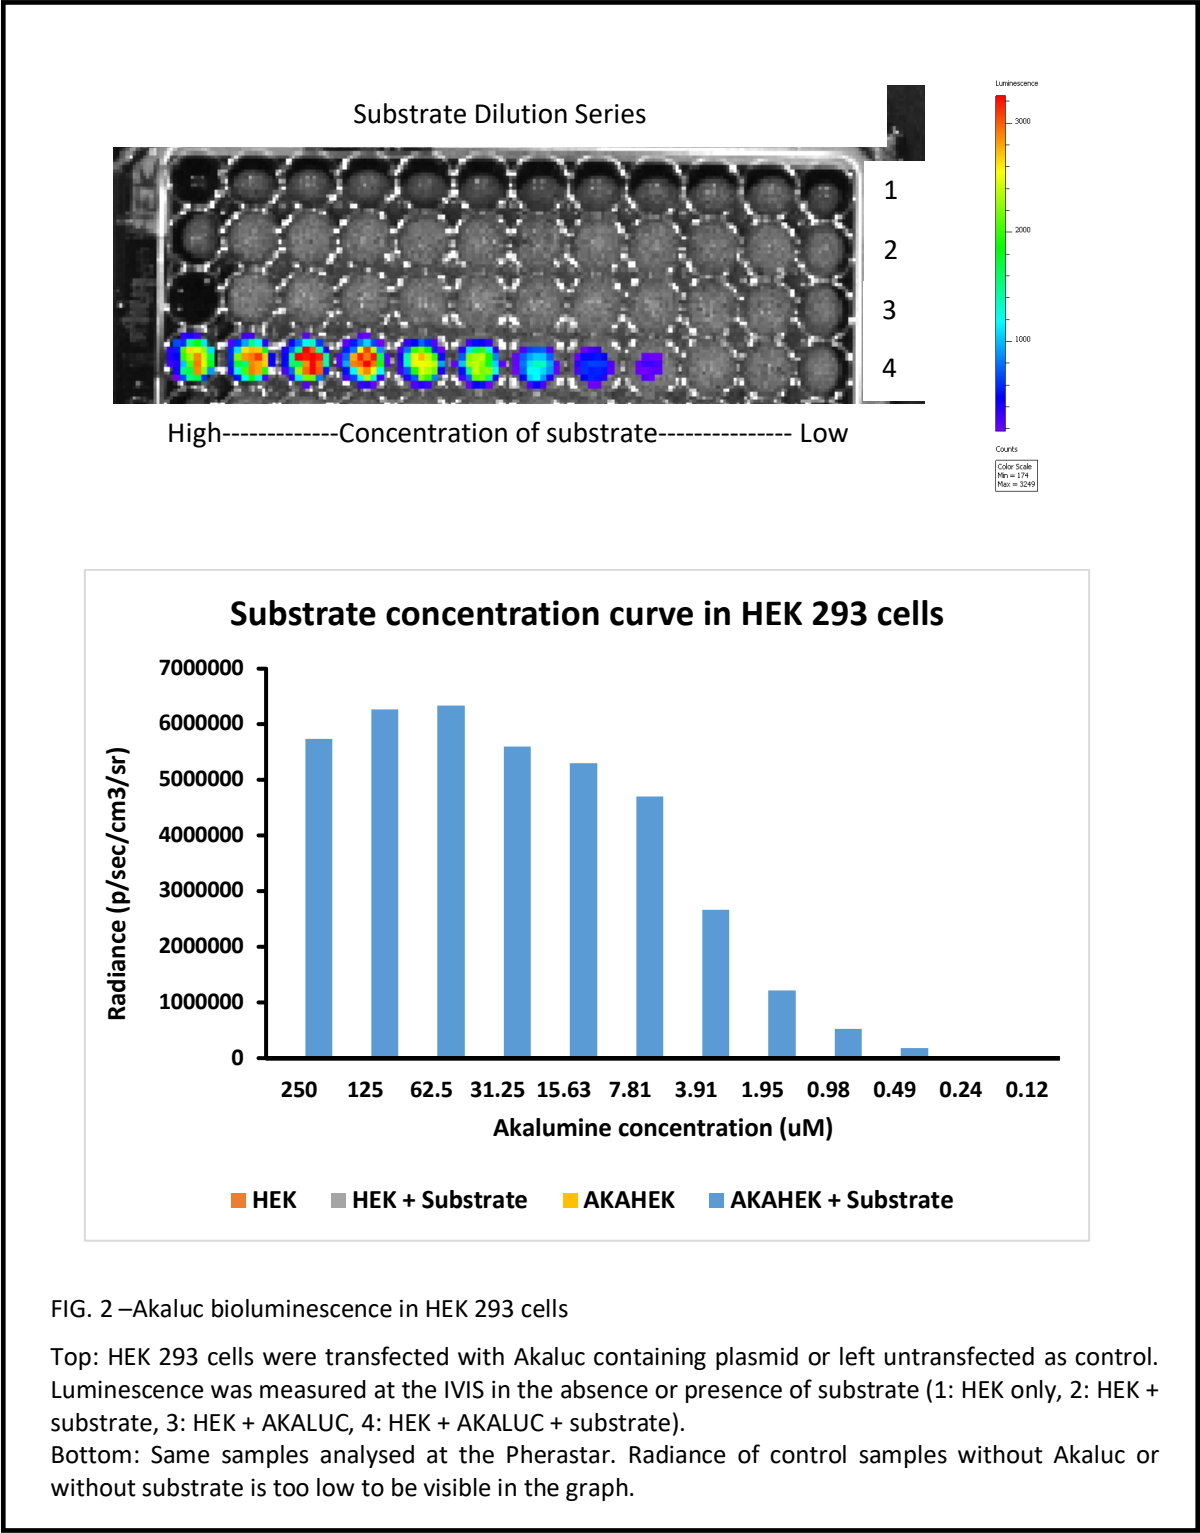 Luminescence
Substrate Dilution Series
3000
2000
1000
1
2
3
4
High-------------Concentration of substrate--------------- Low
Counts
Color Scale
Min = 174
Max = 3249
Substrate concentration curve in HEK 293 cells
Radiance (p/sec/cm3/sr)
7000000
6000000
5000000
4000000
3000000
2000000
1000000
0
250 125 62.5 31.25 15.63 7.81 3.91 1.95 0.98 0.49 0.24 0.12
Akalumine concentration (uM)
HEK HEK + Substrate AKAHEK AKAHEK + Substrate
FIG. 2 –Akaluc bioluminescence in HEK 293 cells
Top: HEK 293 cells were transfected with Akaluc containing plasmid or left untransfected as control.
Luminescence was measured at the IVIS in the absence or presence of substrate (1: HEK only, 2: HEK +
substrate, 3: HEK + AKALUC, 4: HEK + AKALUC + substrate).
Bottom: Same samples analysed at the Pherastar. Radiance of control samples without Akaluc or
without substrate is too low to be visible in the graph.